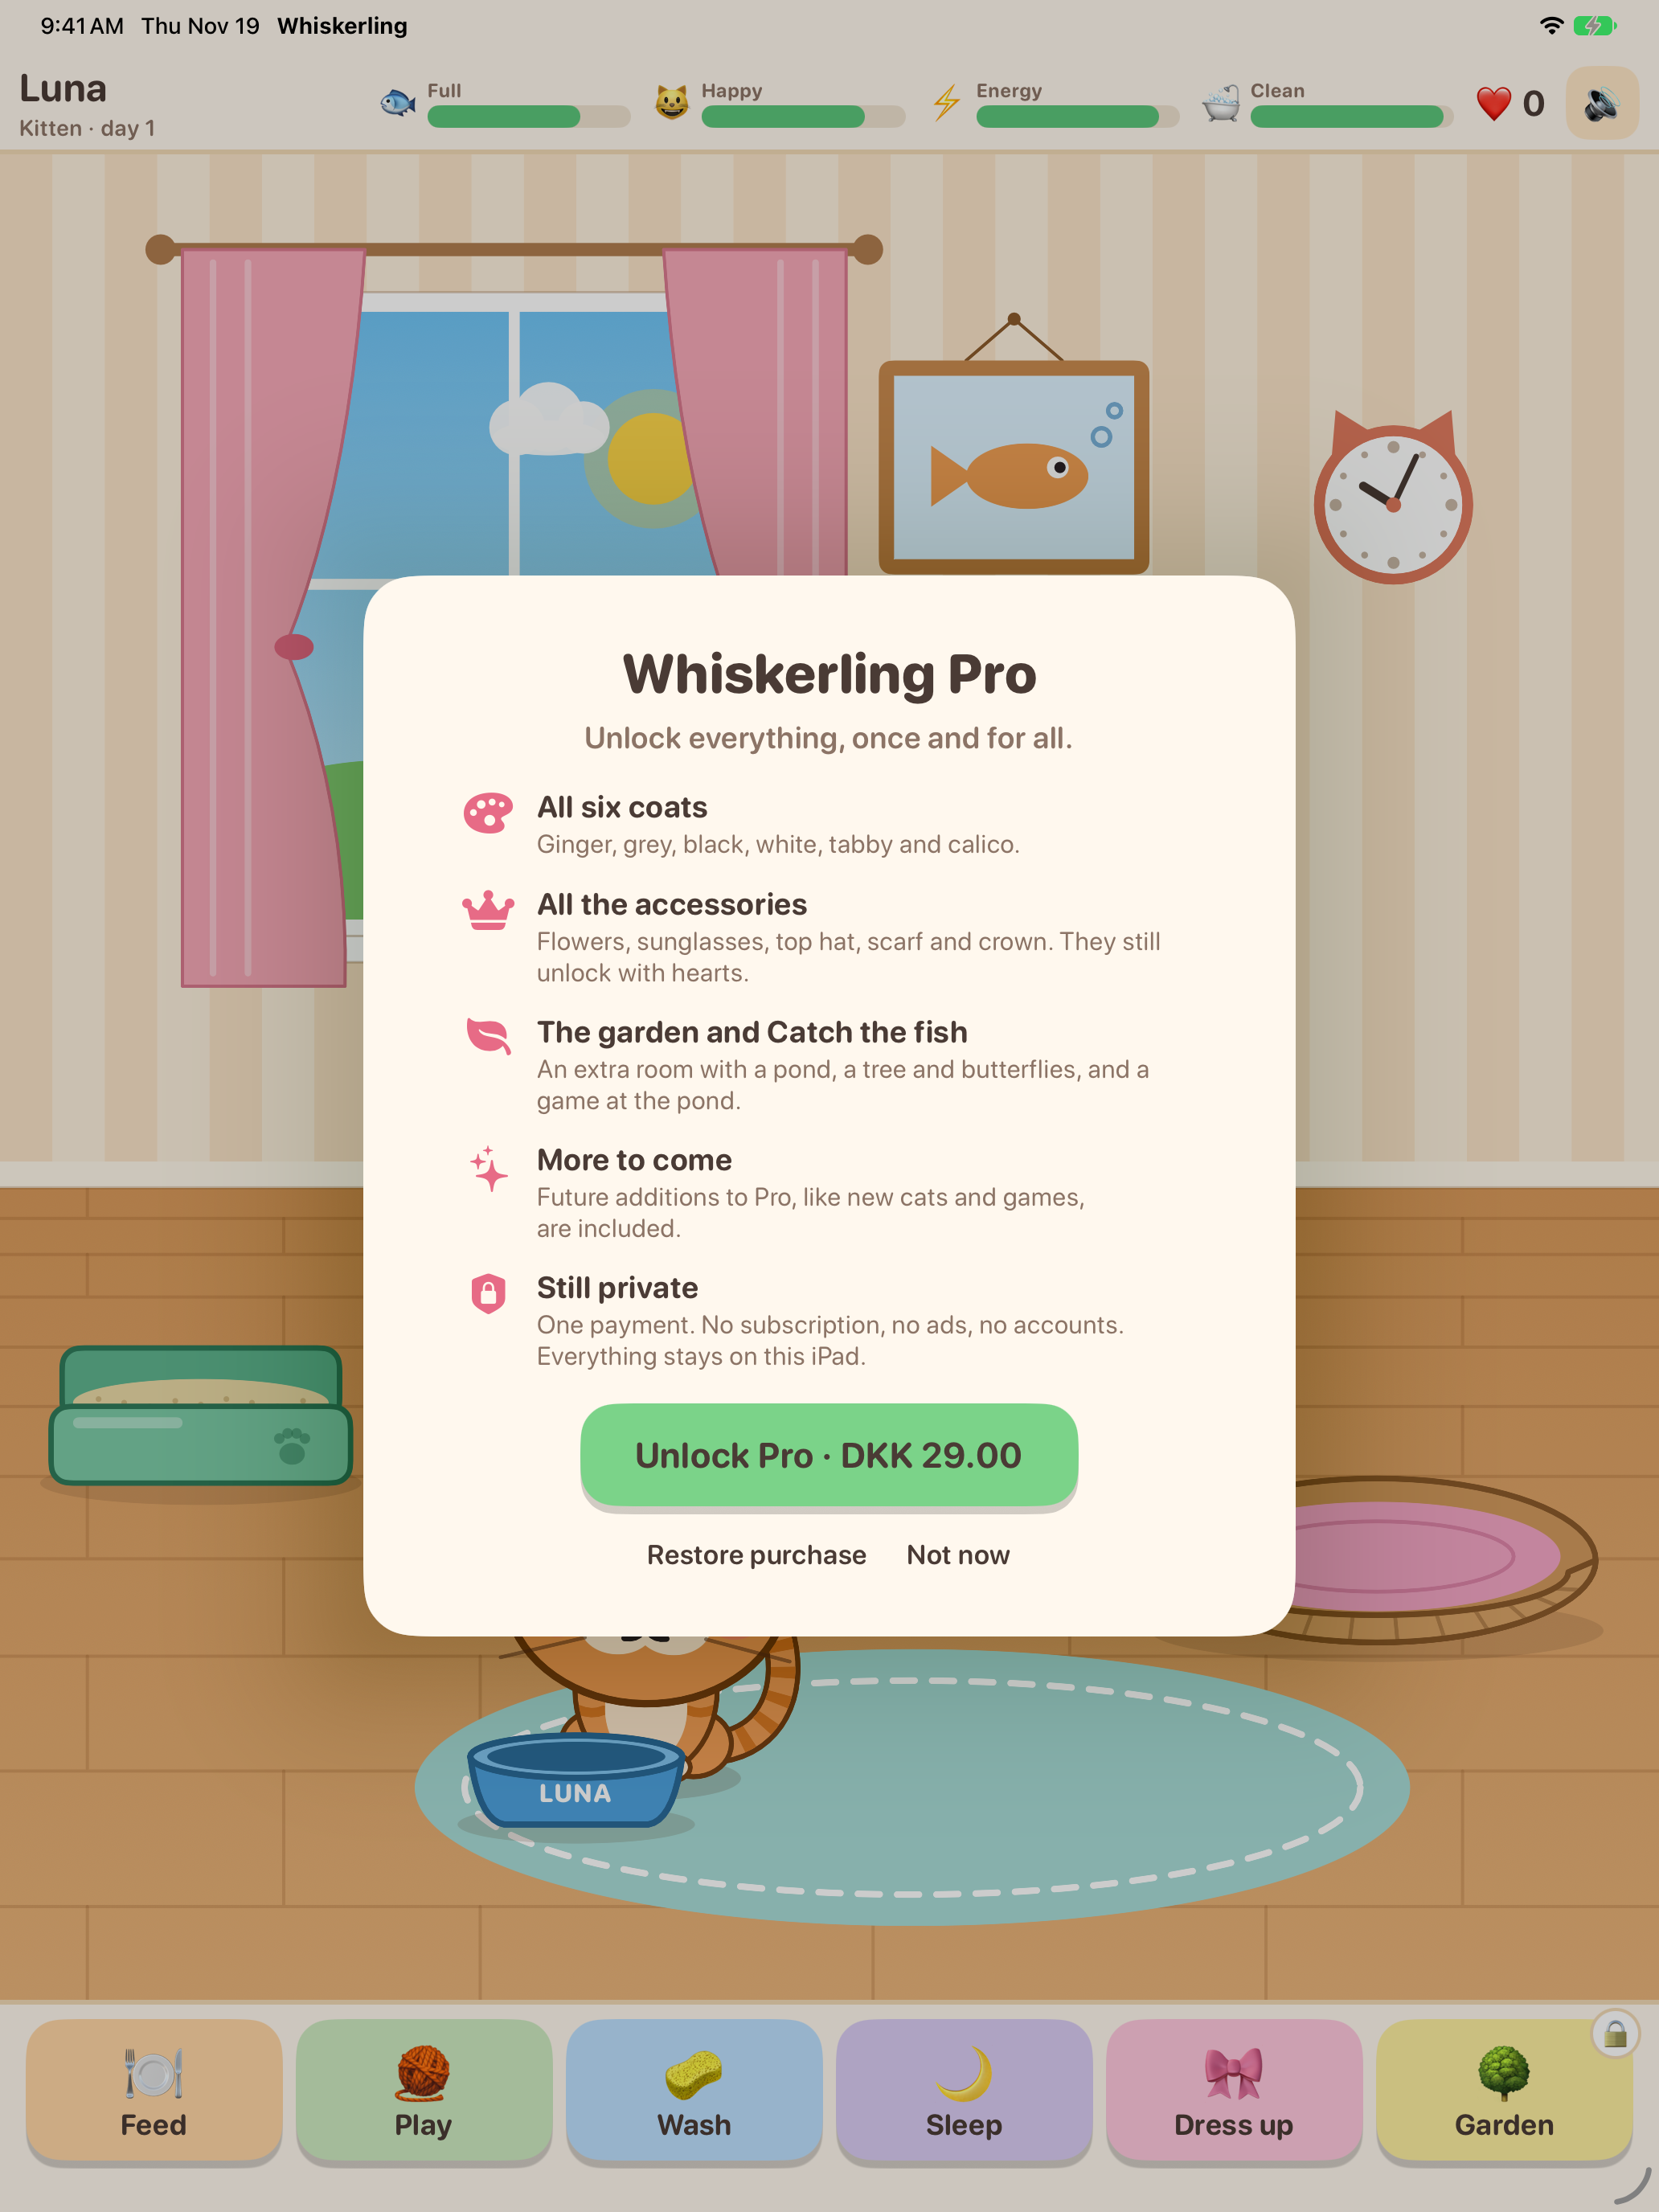 9:41 AM Thu Nov 19 Whiskerling
Luna
Kitten · day 1
Full
Happy
Energy
Clean
0
Whiskerling Pro
Unlock everything, once and for all.
All six coats
Ginger, grey, black, white, tabby and calico.
All the accessories
Flowers, sunglasses, top hat, scarf and crown. They still
unlock with hearts.
The garden and Catch the fish
An extra room with a pond, a tree and butterflies, and a
game at the pond.
More to come
Future additions to Pro, like new cats and games,
are included.
Still private
One payment. No subscription, no ads, no accounts.
Everything stays on this iPad.
Unlock Pro · DKK 29.00
Restore purchase Not now
LUNA
Feed
Play
Wash
Sleep
Dress up
Garden